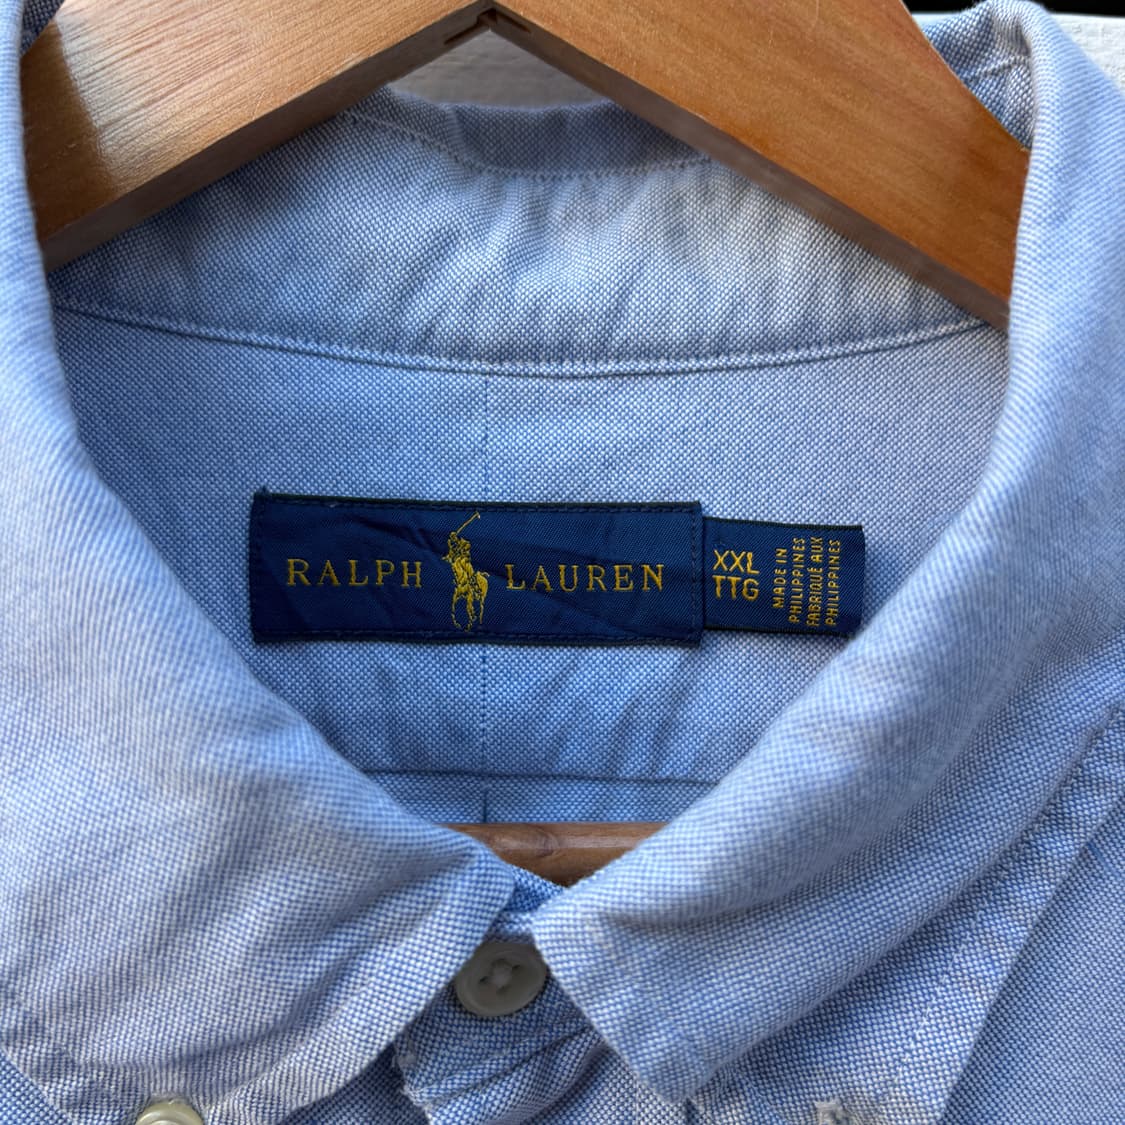 RALPH LAUREN
XXL
TTG
MADE IN
PHILIPPINES
FABRIQUÉ AUX
PHILIPPINES